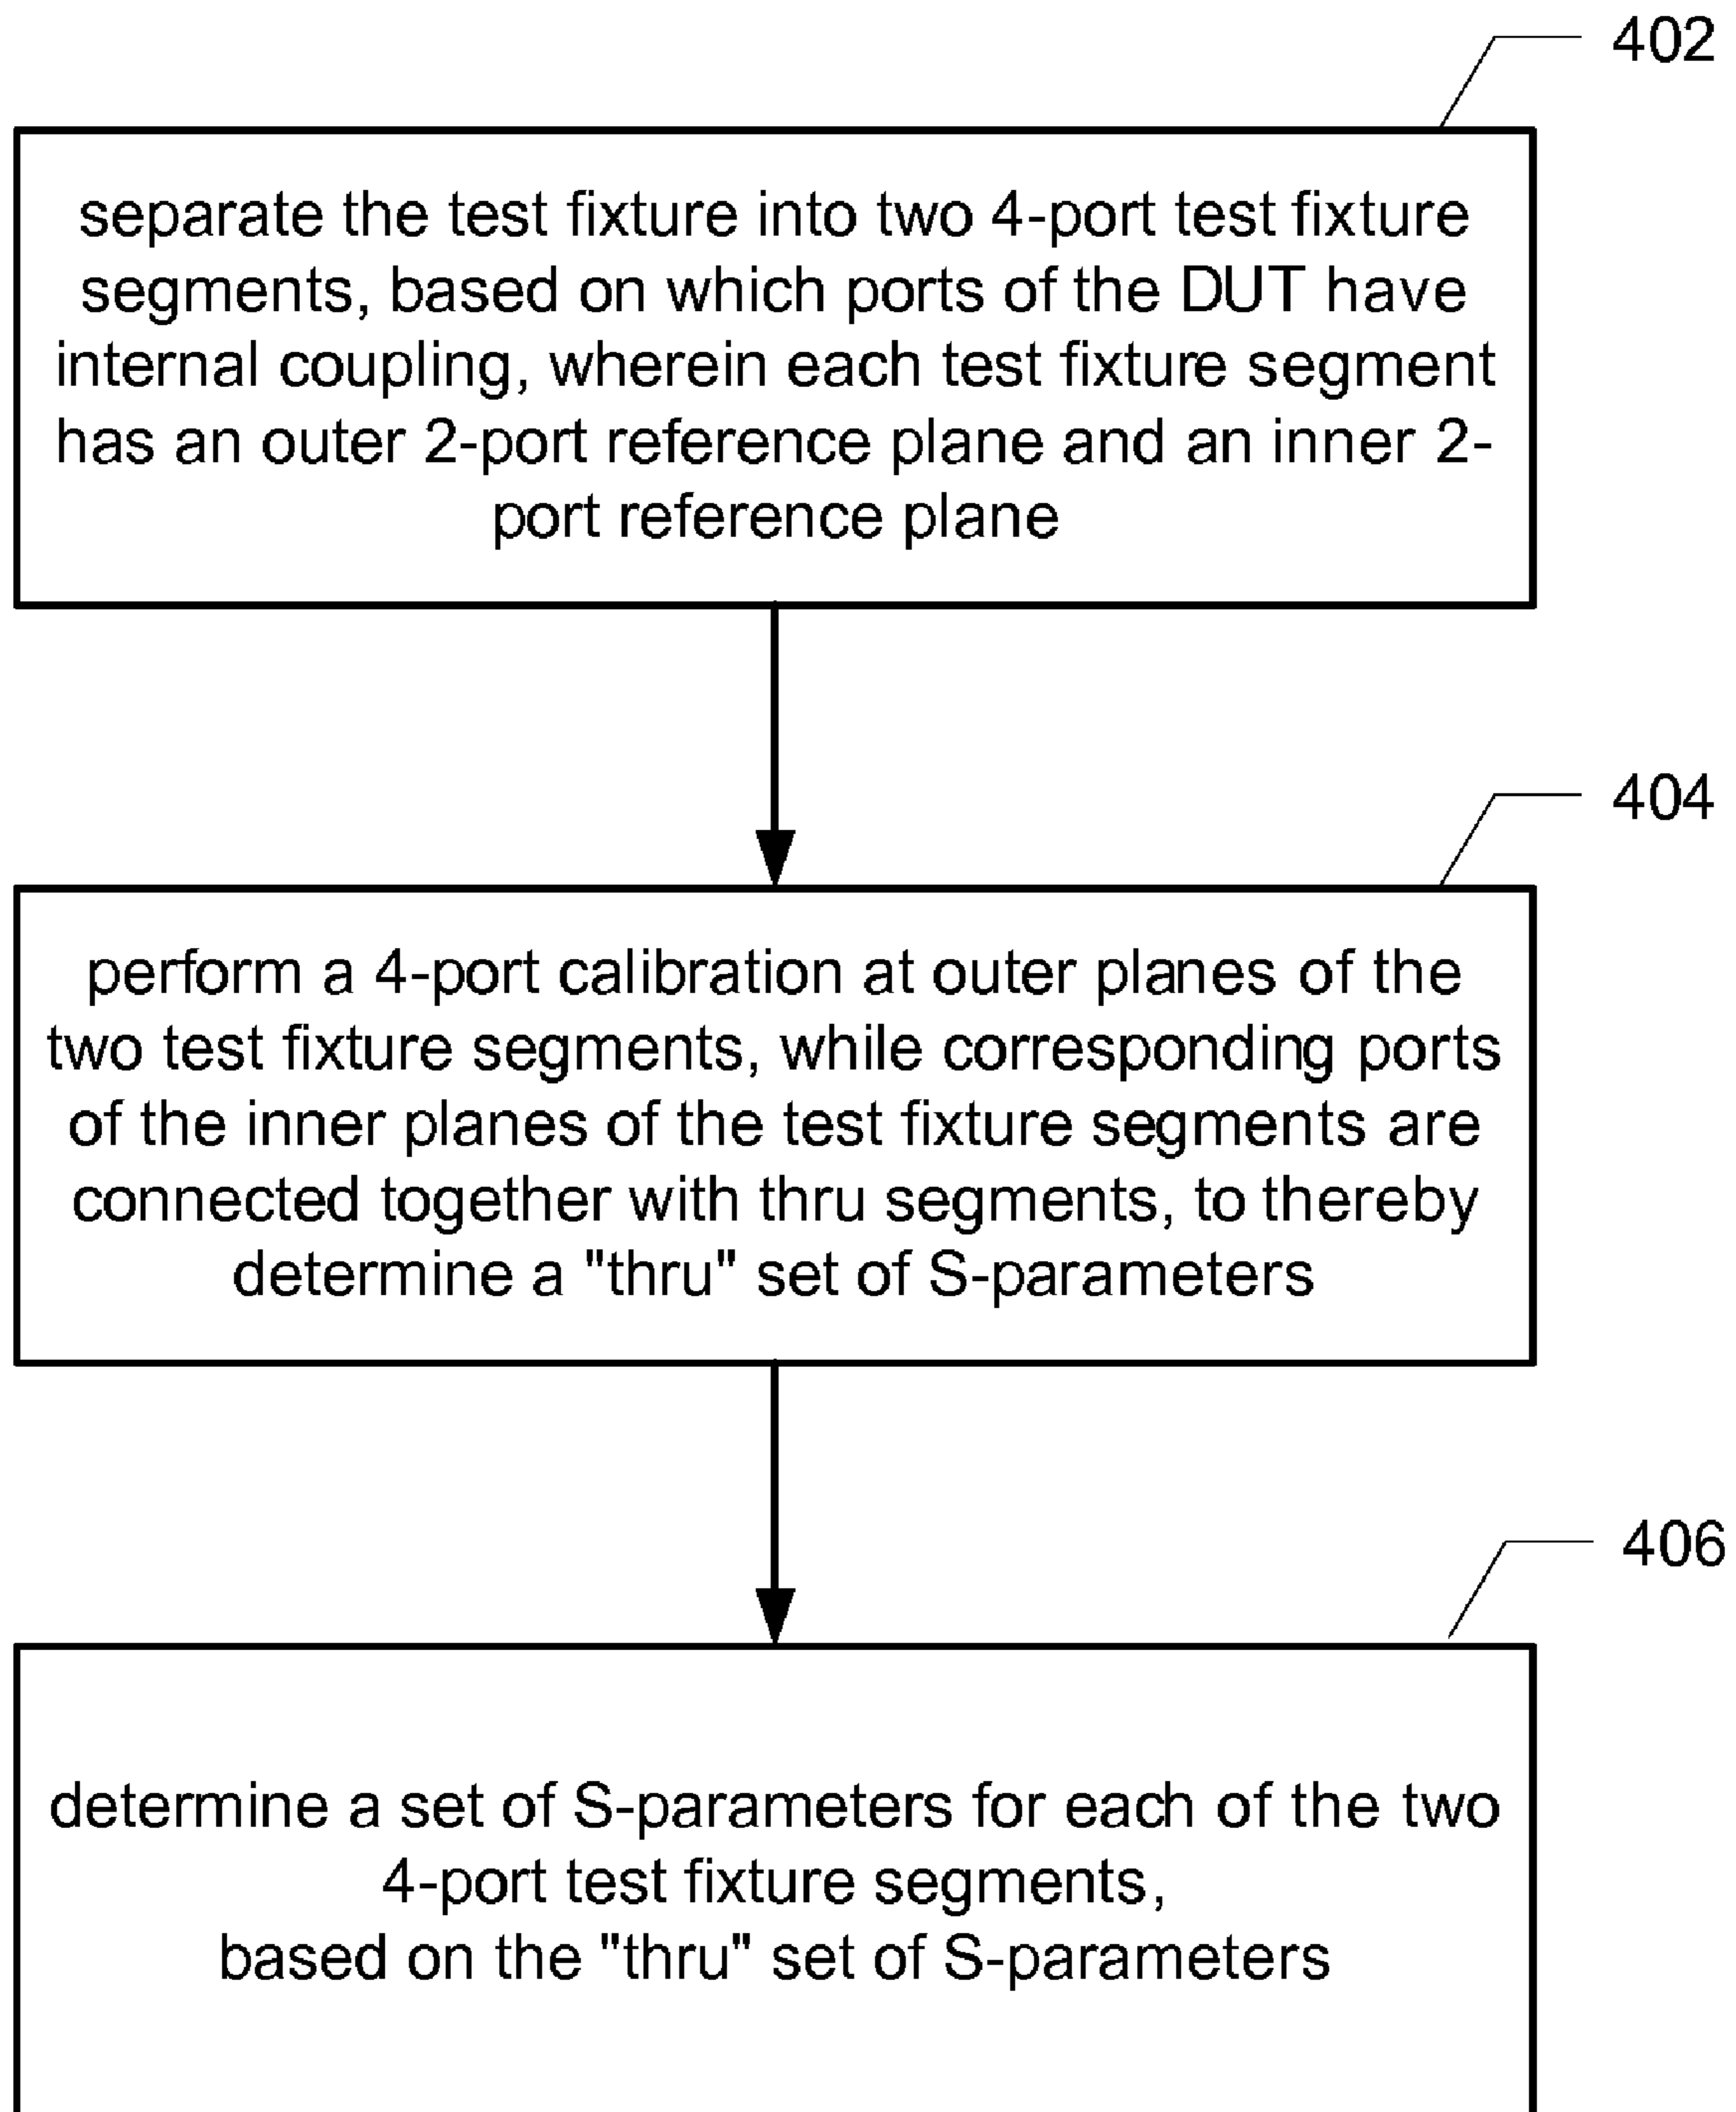 402
separate the test fixture into two 4-port test fixture
segments, based on which ports of the DUT have
internal coupling, wherein each test fixture segment
has an outer 2-port reference plane and an inner 2-
port reference plane
404
perform a 4-port calibration at outer planes of the
two test fixture segments, while corresponding ports
of the inner planes of the test fixture segments are
connected together with thru segments, to thereby
determine a "thru" set of S-parameters
406
determine a set of S-parameters for each of the two
4-port test fixture segments,
based on the "thru" set of S-parameters